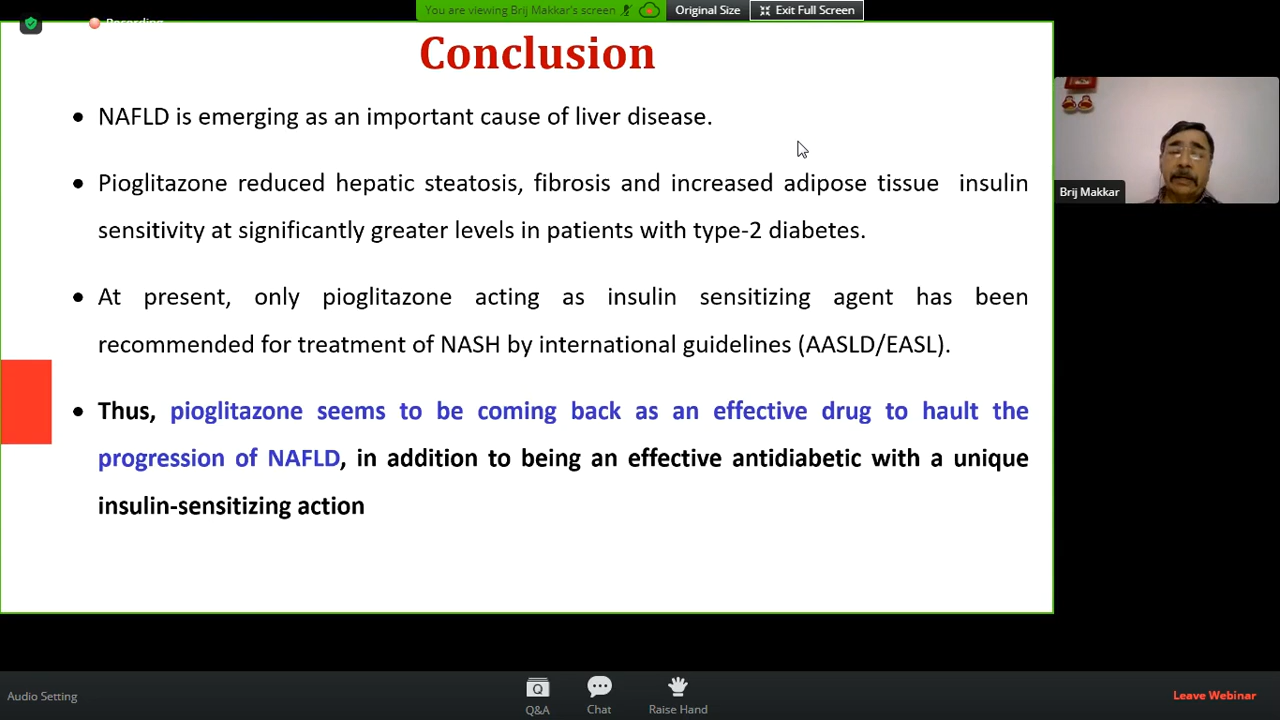 You are viewing Brij Makkar's screen
Original Size
Exit Full Screen
Recording
Conclusion
• NAFLD is emerging as an important cause of liver disease.
• Pioglitazone reduced hepatic steatosis, fibrosis and increased adipose tissue insulin
sensitivity at significantly greater levels in patients with type-2 diabetes.
• At present, only pioglitazone acting as insulin sensitizing agent has been
recommended for treatment of NASH by international guidelines (AASLD/EASL).
• Thus, pioglitazone seems to be coming back as an effective drug to hault the
progression of NAFLD, in addition to being an effective antidiabetic with a unique
insulin-sensitizing action
Brij Makkar
Audio Setting
Q&A
Chat
Raise Hand
Leave Webinar